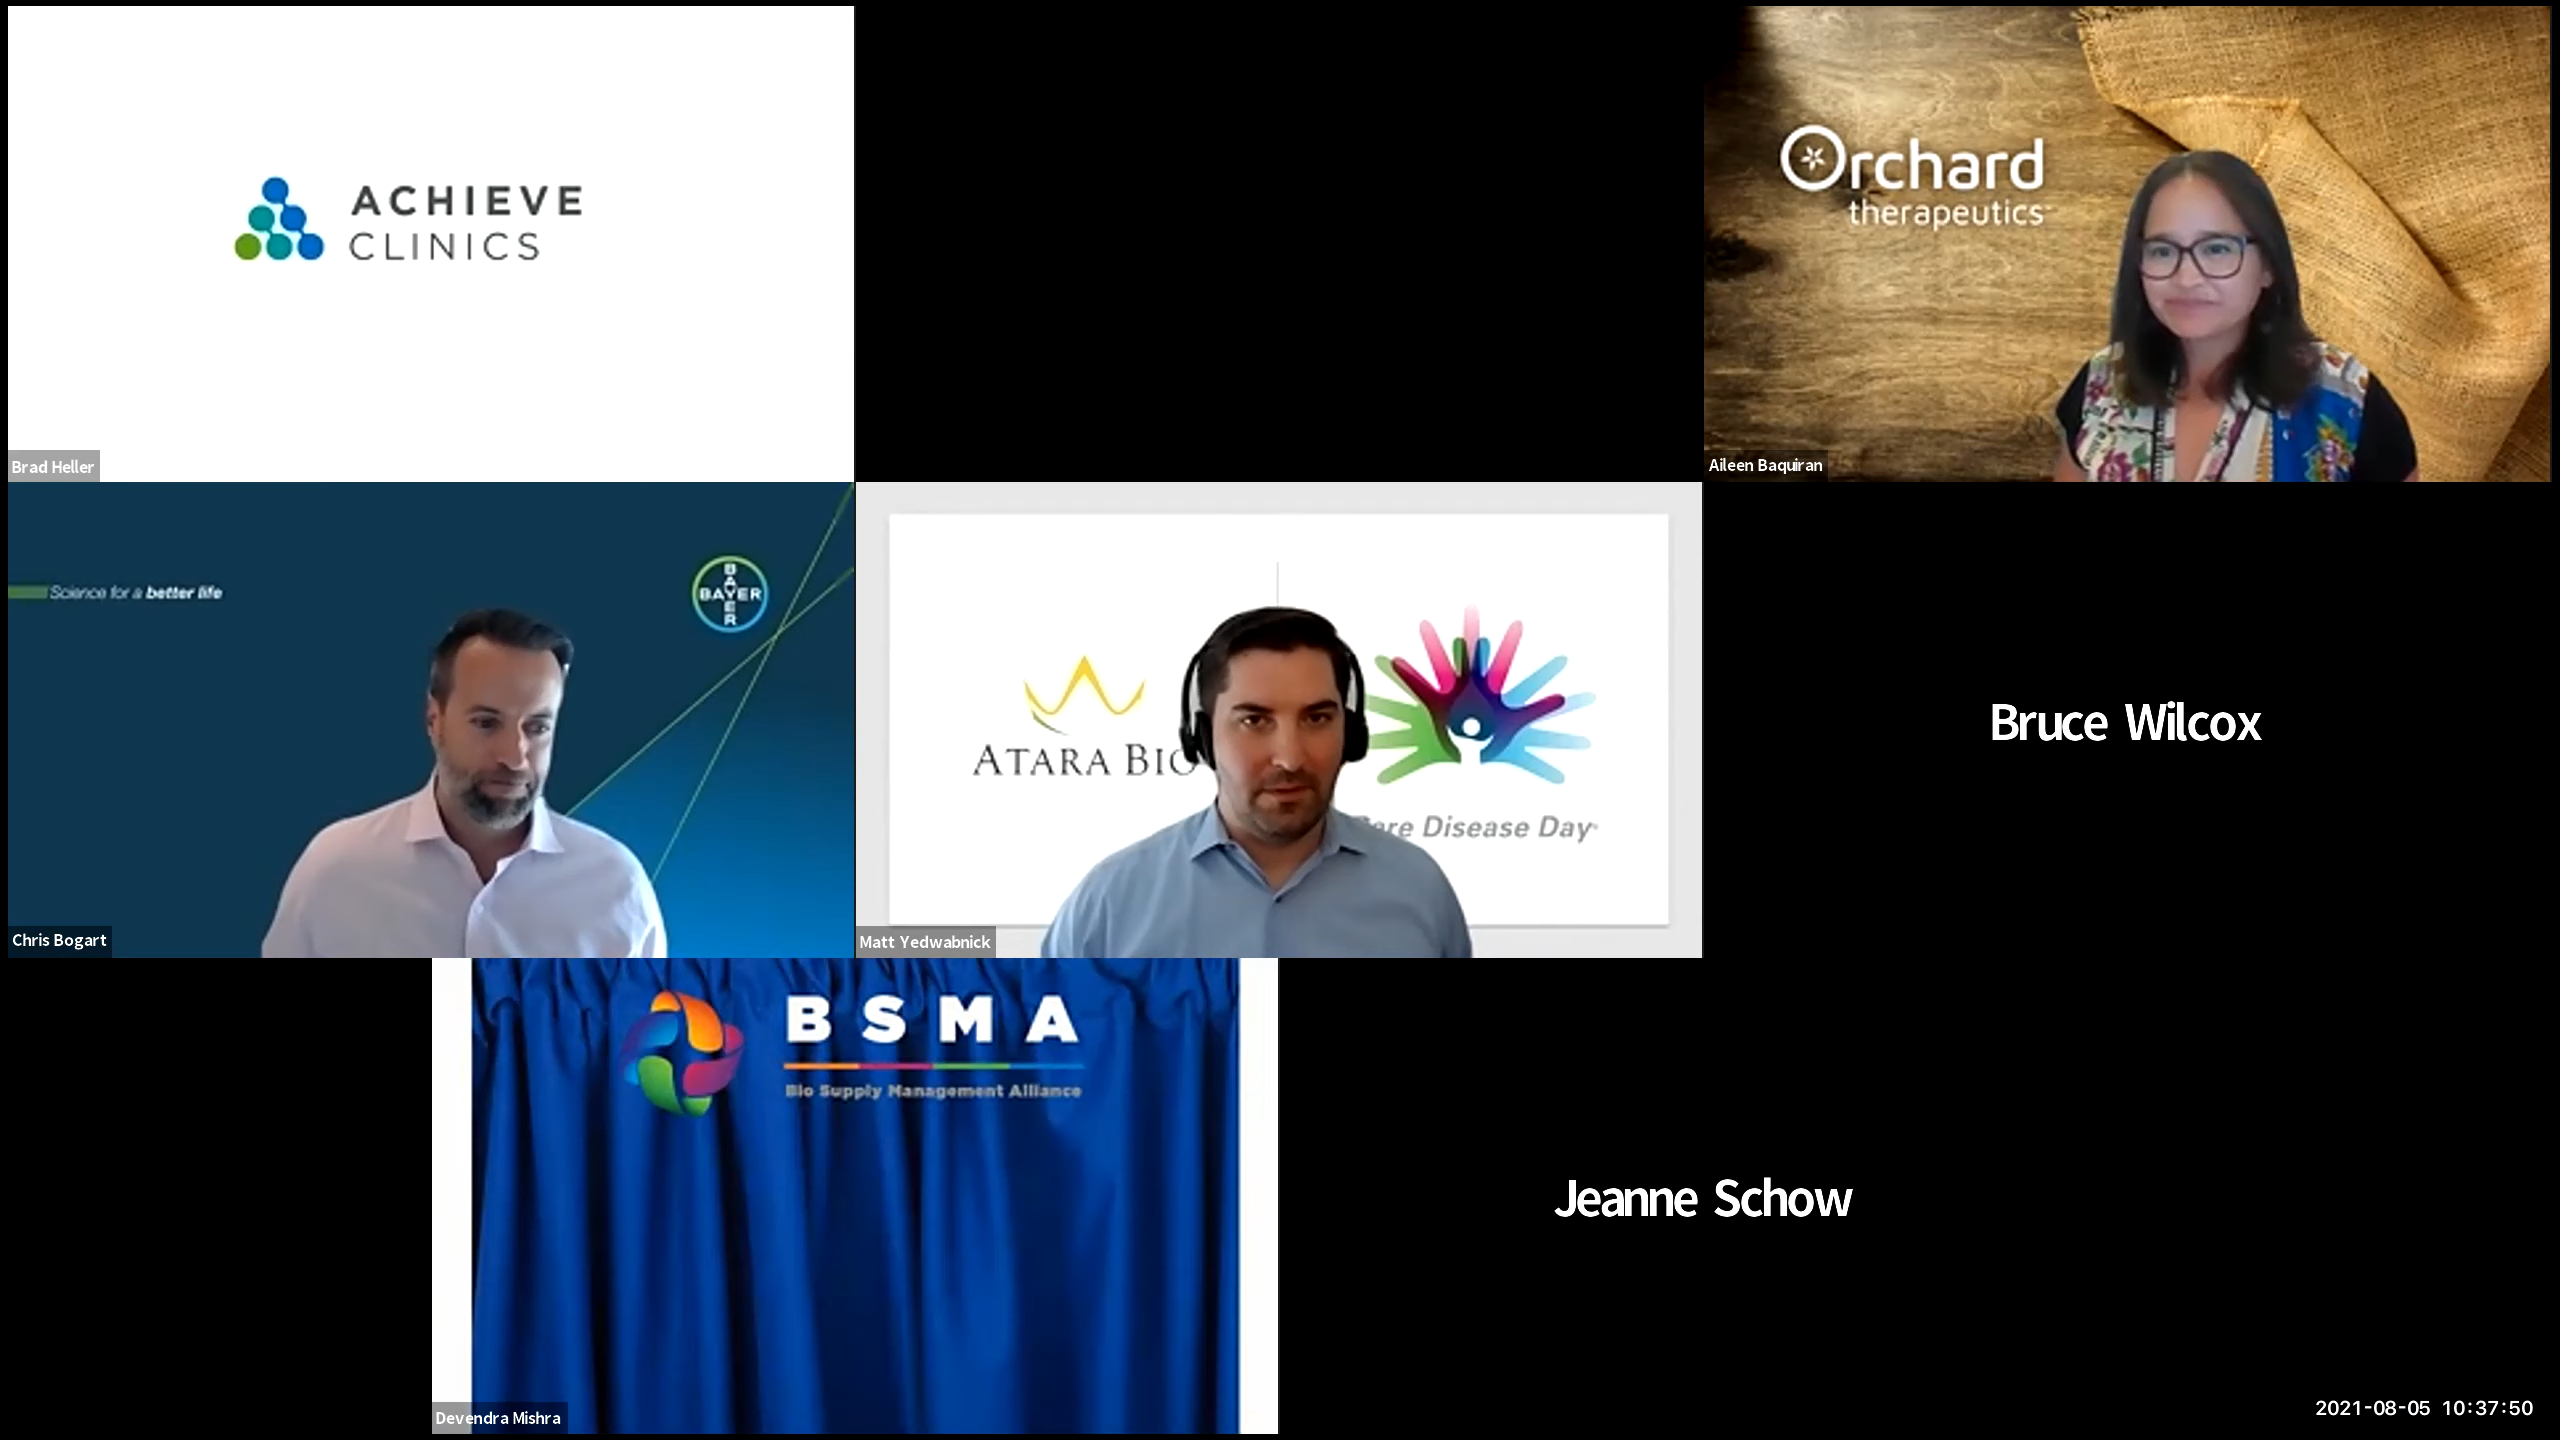 ACHIEVE
CLINICS
Brad Heller
Orchard
therapeutics
Aileen Baquiran
Science for a better life
BAYER
BAYER
Chris Bogart
ATARA BIO
Rare Disease Day
Matt Yedwabnick
Bruce Wilcox
BSMA
Bio Supply Management Alliance
Devendra Mishra
Jeanne Schow
2021-08-05 10:37:50